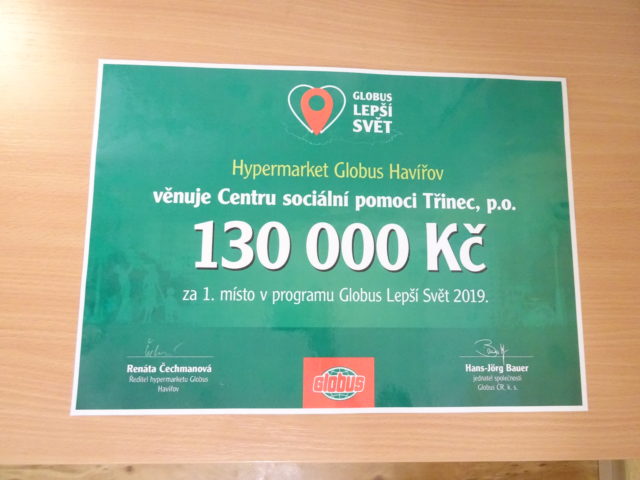 GLOBUS
LEPŠÍ
SVĚT
Hypermarket Globus Havířov
věnuje Centru sociální pomoci Třinec, p.o.
130 000 Kč
za 1. místo v programu Globus Lepší Svět 2019.
Renáta Čechmanová
Ředitel hypermarketu Globus
Havířov
Globus
Hans-Jörg Bauer
jednatel společnosti
Globus ČR, k. s.